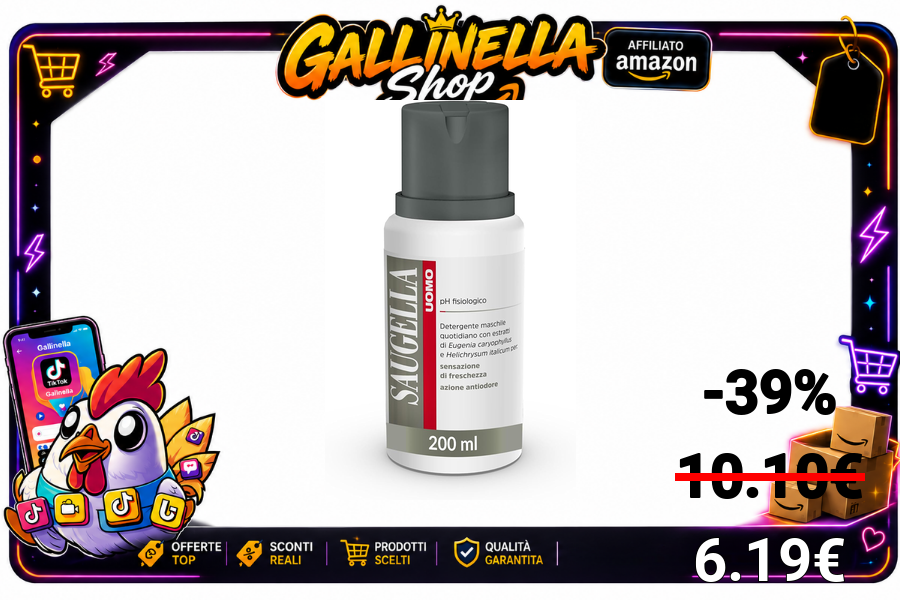 GALLINELLA
Shop
AFFILIATO
amazon
SAUGELLA
UOMO
pH fisiologico
Detergente maschile
quotidiano con estratti
di Eugenia caryophyllus
e Helichrysum italicum
sensazione
di freschezza
azione antiodore
200 ml
Gallinella
TikTok
Gallinella
-39%
10.10€
6.19€
OFFERTE
TOP
SCONTI
REALI
PRODOTTI
SCELTI
QUALITÀ
GARANTITA